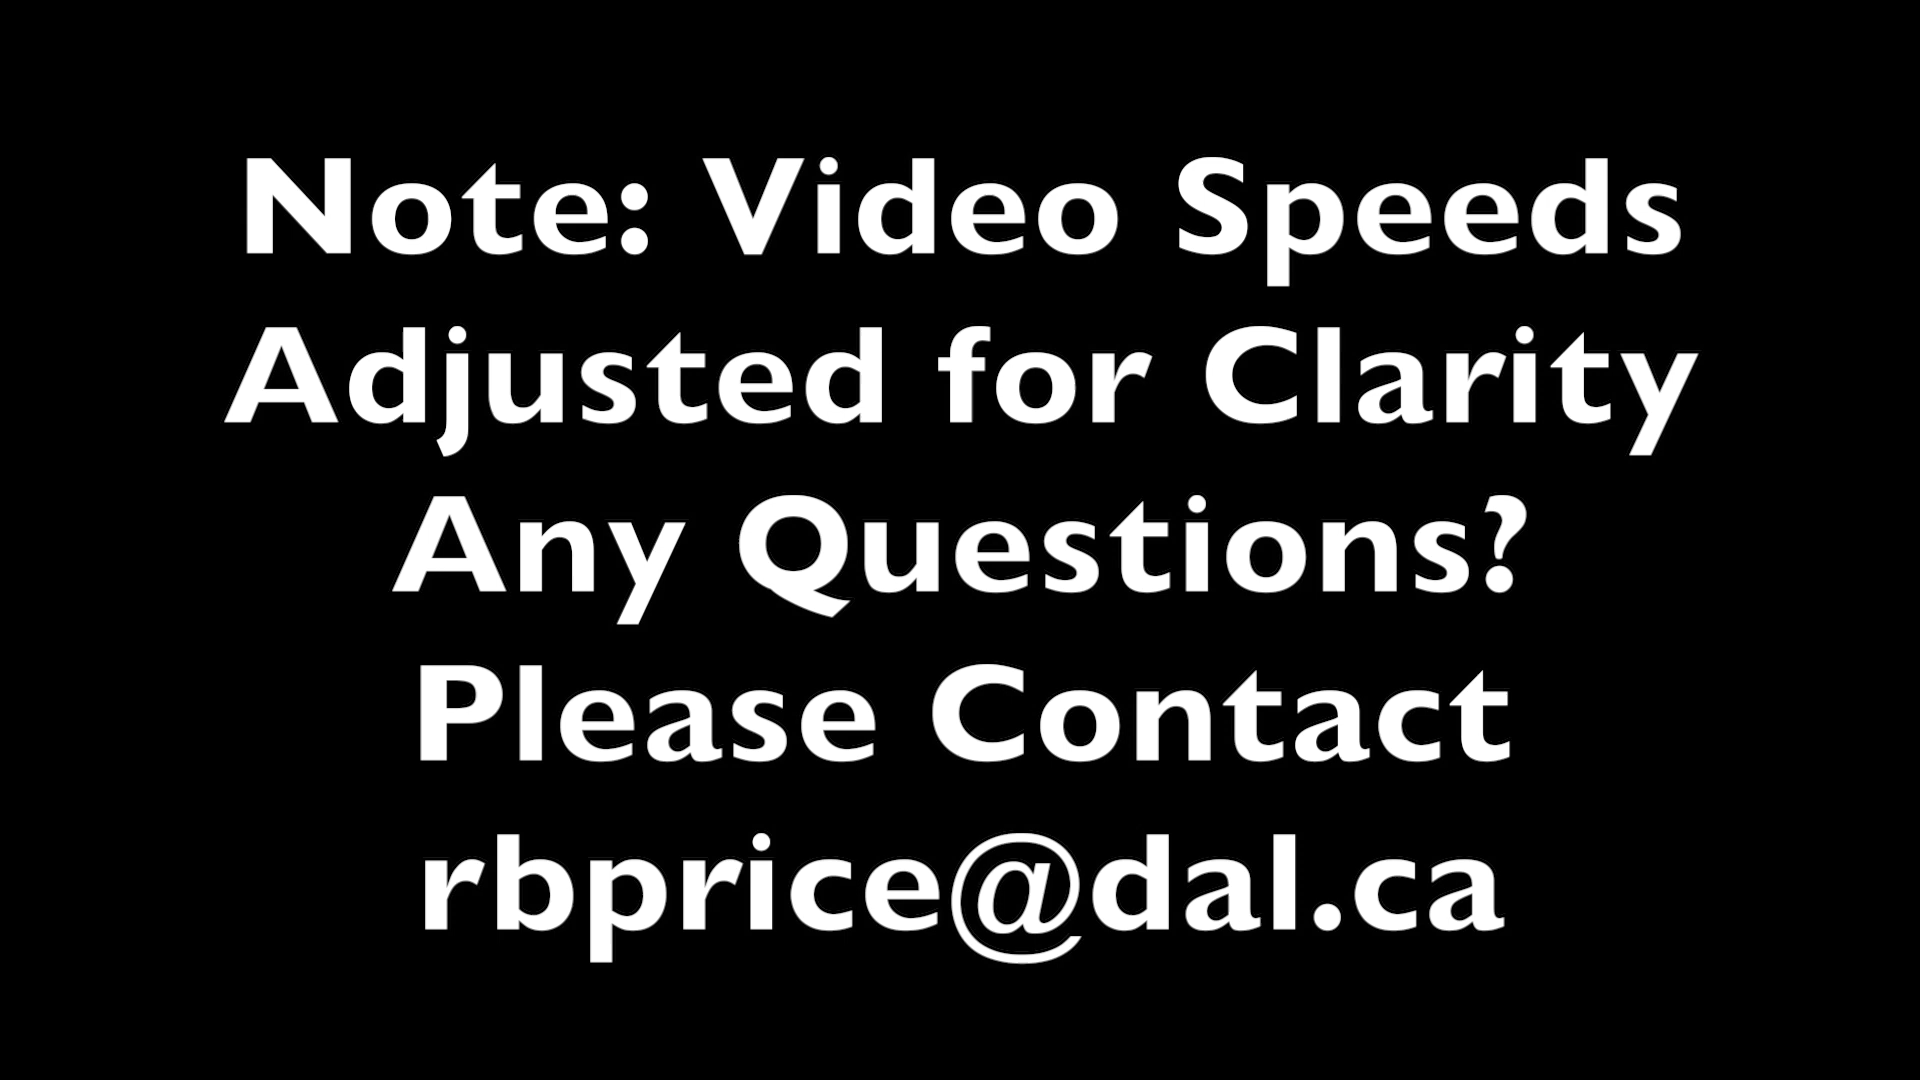 Note: Video Speeds
Adjusted for Clarity
Any Questions?
Please Contact
rbprice@dal.ca